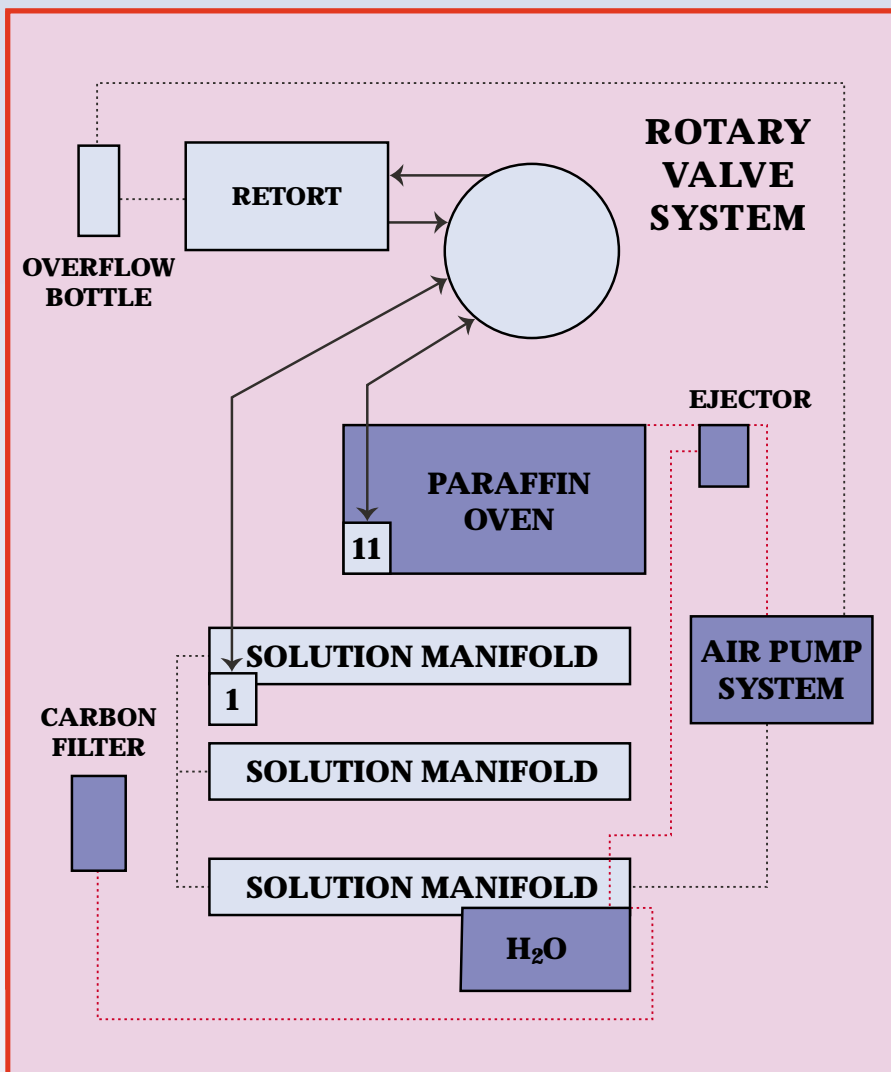 ROTARY
VALVE
SYSTEM
RETORT
OVERFLOW
BOTTLE
EJECTOR
PARAFFIN
OVEN
11
SOLUTION MANIFOLD
1
AIR PUMP
SYSTEM
CARBON
FILTER
SOLUTION MANIFOLD
SOLUTION MANIFOLD
H₂O